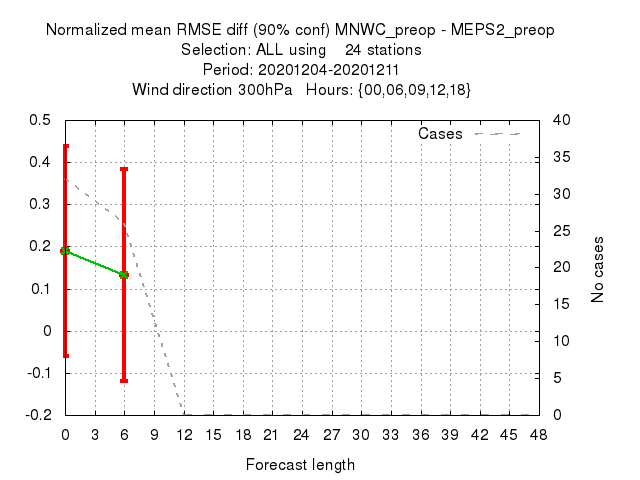 Normalized mean RMSE diff (90% conf) MNWC_preop - MEPS2_preop
Selection: ALL using 24 stations
Period: 20201204-20201211
Wind direction 300hPa Hours: {00,06,09,12,18}
Cases
0.5
0.4
0.3
0.2
0.1
0
-0.1
-0.2
40
35
30
25
20
15
10
5
0
No cases
0 3 6 9 12 15 18 21 24 27 30 33 36 39 42 45 48
Forecast length